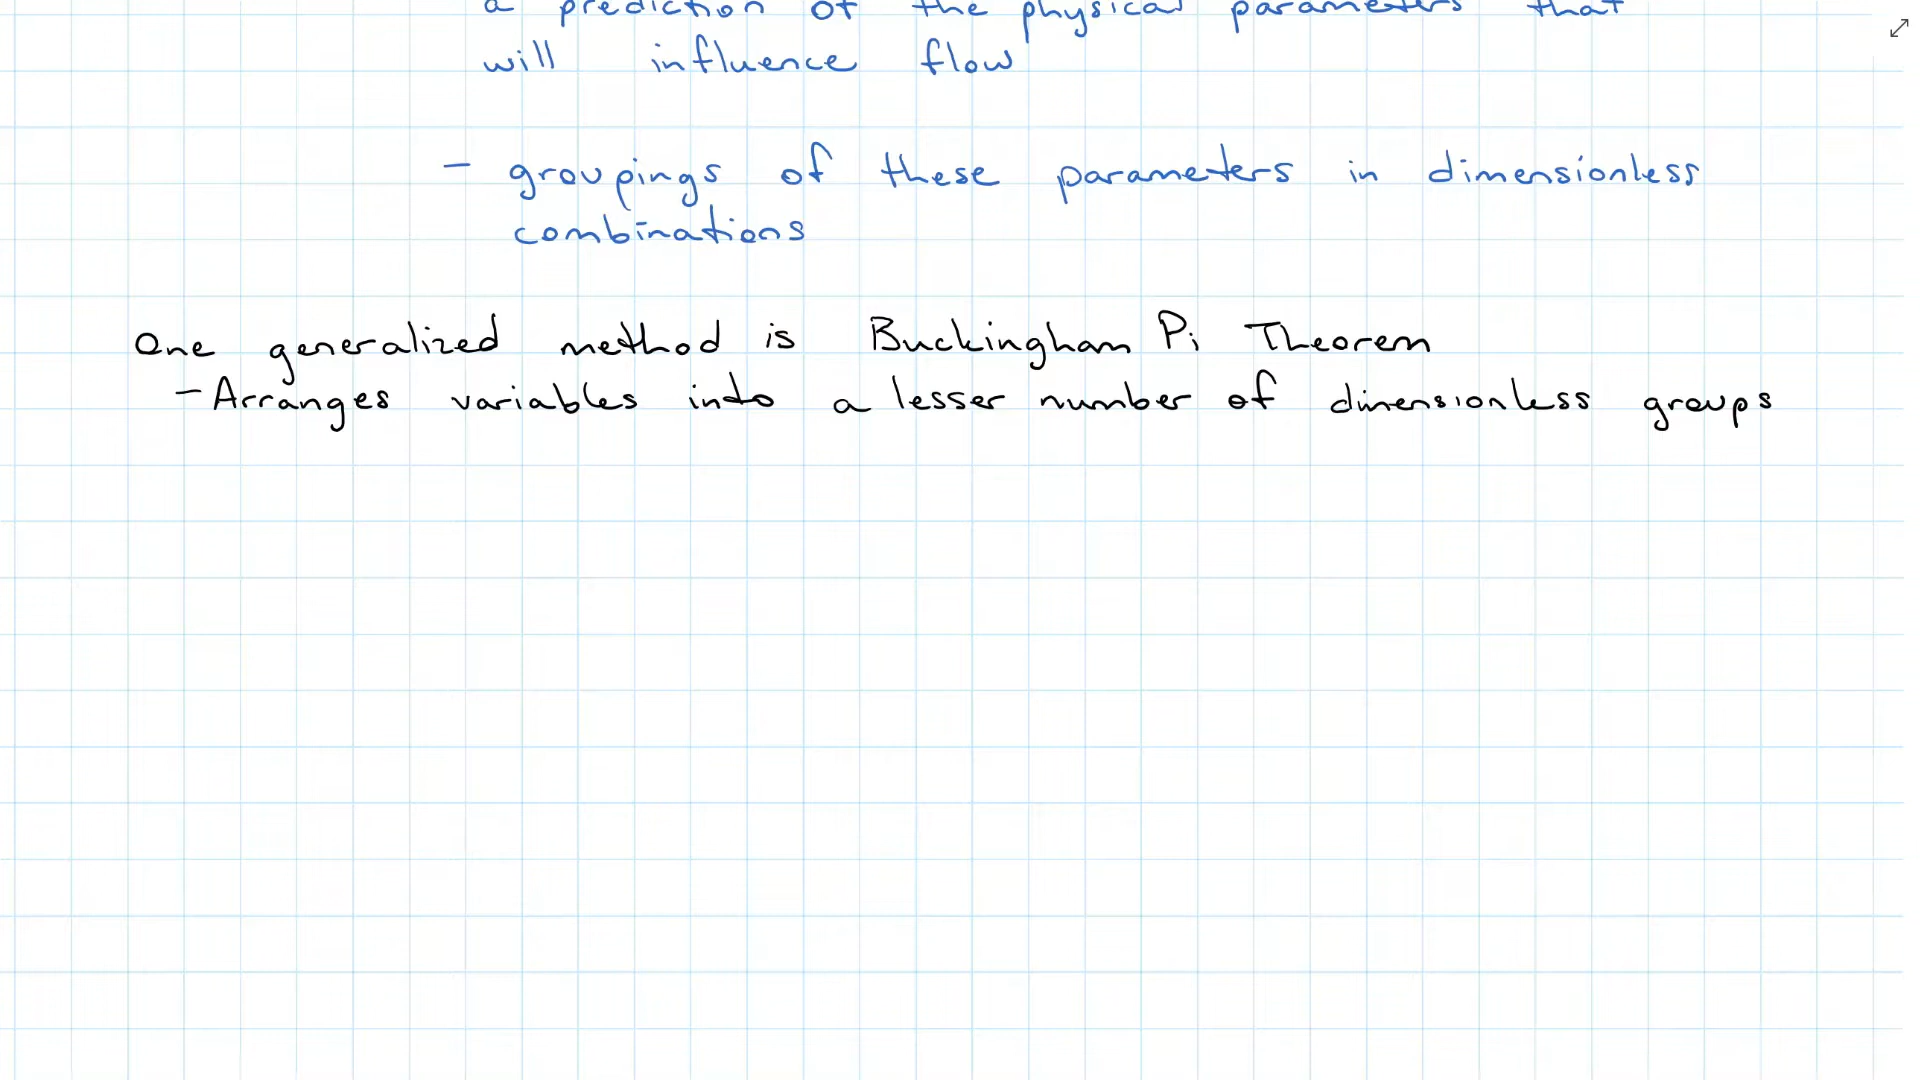 a prediction of the physical parameters that
will influence flow
- groupings of these parameters in dimensionless
combinations
One generalized method is Buckingham Pi Theorem
- Arranges variables into a lesser number of dimensionless groups